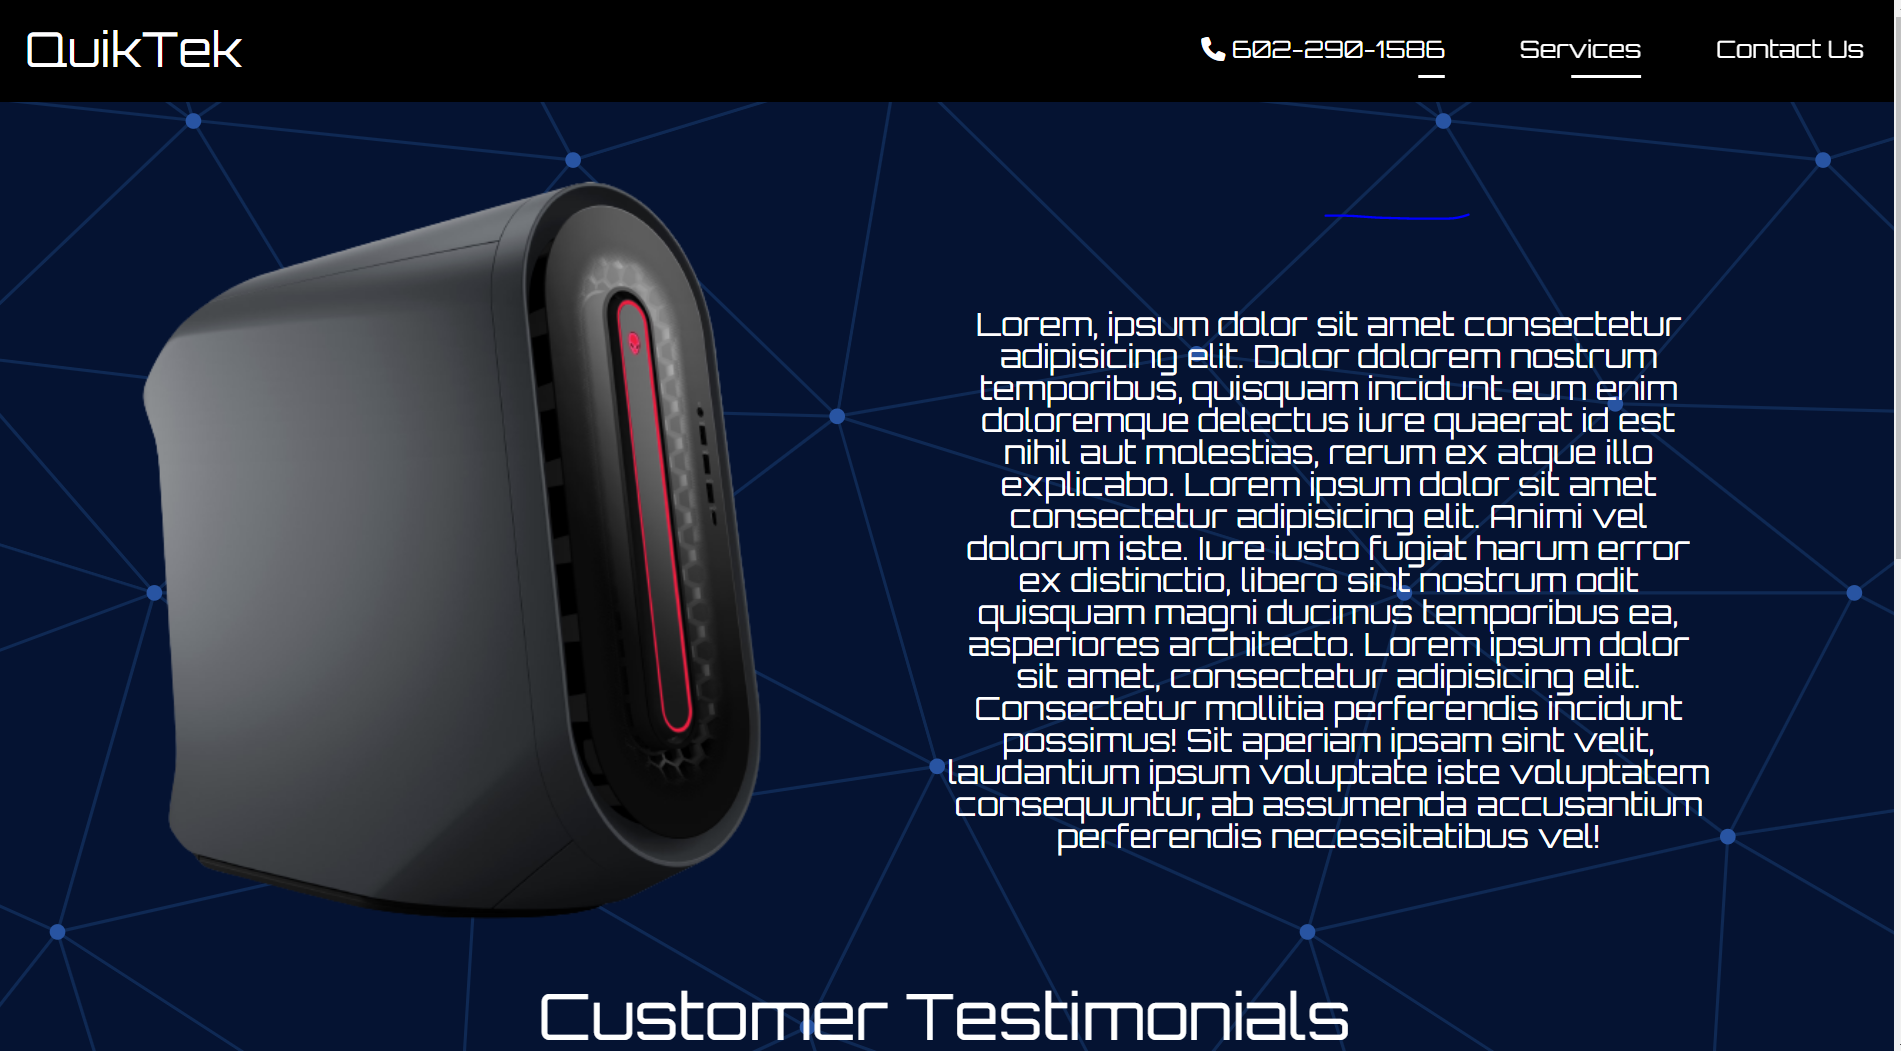 QuikTek
602-290-1586 Services Contact Us
Lorem, ipsum dolor sit amet consectetur
adipisicing elit. Dolor dolorem nostrum
temporibus, quisquam incidunt eum enim
doloremque delectus iure quaerat id est
nihil aut molestias, rerum ex atque illo
explicabo. Lorem ipsum dolor sit amet
consectetur adipisicing elit. Animi vel
dolorum iste. Iure iusto fugiat harum error
ex distinctio, libero sint nostrum odit
quisquam magni ducimus temporibus ea,
asperiores architecto. Lorem ipsum dolor
sit amet, consectetur adipisicing elit.
Consectetur mollitia perferendis incidunt
possimus! Sit aperiam ipsam sint velit,
laudantium ipsum voluptate iste voluptatem
consequuntur, ab assumenda accusantium
perferendis necessitatibus vel!
Customer Testimonials